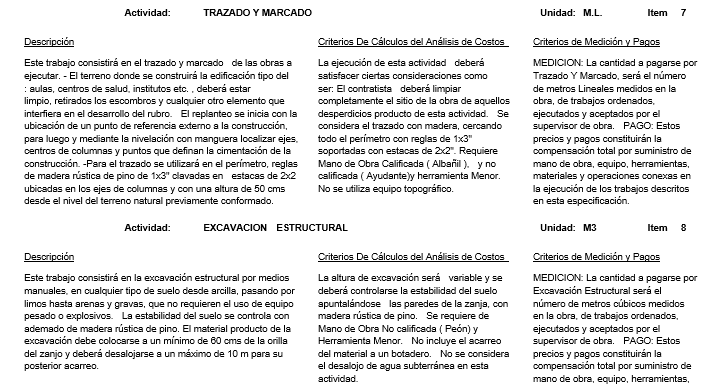 Actividad: TRAZADO Y MARCADO Unidad: M.L. Item 7
Descripción
Este trabajo consistirá en el trazado y marcado de las obras a
ejecutar. - El terreno donde se construirá la edificación tipo del
: aulas, centros de salud, institutos etc. , deberá estar
limpio, retirados los escombros y cualquier otro elemento que
interfiera en el desarrollo del rubro. El replanteo se inicia con la
ubicación de un punto de referencia externo a la construcción,
para luego y mediante la nivelación con manguera localizar ejes,
centros de columnas y puntos que definan la cimentación de la
construcción. -Para el trazado se utilizará en el perímetro, reglas
de madera rústica de pino de 1x3" clavadas en estacas de 2x2
ubicadas en los ejes de columnas y con una altura de 50 cms
desde el nivel del terreno natural previamente conformado.
Criterios De Cálculos del Análisis de Costos
La ejecución de esta actividad deberá
satisfacer ciertas consideraciones como
ser: El contratista deberá limpiar
completamente el sitio de la obra de aquellos
desperdicios producto de esta actividad. Se
considera el trazado con madera, cercando
todo el perímetro con reglas de 1x3"
soportadas con estacas de 2x2". Requiere
Mano de Obra Calificada ( Albañil ), y no
calificada ( Ayudante)y herramienta Menor.
No se utiliza equipo topográfico.
Criterios de Medición y Pagos
MEDICION: La cantidad a pagarse por
Trazado Y Marcado, será el número
de metros Lineales medidos en la
obra, de trabajos ordenados,
ejecutados y aceptados por el
supervisor de obra. PAGO: Estos
precios y pagos constituirán la
compensación total por suministro de
mano de obra, equipo, herramientas,
materiales y operaciones conexas en
la ejecución de los trabajos descritos
en esta especificación.
Actividad: EXCAVACION ESTRUCTURAL Unidad: M3 Item 8
Descripción
Este trabajo consistirá en la excavación estructural por medios
manuales, en cualquier tipo de suelo desde arcilla, pasando por
limos hasta arenas y gravas, que no requieren el uso de equipo
pesado o explosivos. La estabilidad del suelo se controla con
ademado de madera rústica de pino. El material producto de la
excavación debe colocarse a un mínimo de 60 cms de la orilla
del zanjo y deberá desalojarse a un máximo de 10 m para su
posterior acarreo.
Criterios De Cálculos del Análisis de Costos
La altura de excavación será variable y se
deberá controlarse la estabilidad del suelo
apuntalándose las paredes de la zanja, con
madera rústica de pino. Se requiere de
Mano de Obra No calificada ( Peón) y
Herramienta Menor. No incluye el acarreo
del material a un botadero. No se considera
el desalojo de agua subterránea en esta
actividad.
Criterios de Medición y Pagos
MEDICION: La cantidad a pagarse por
Excavación Estructural será el
número de metros cúbicos medidos
en la obra, de trabajos ordenados,
ejecutados y aceptados por el
supervisor de obra. PAGO: Estos
precios y pagos constituirán la
compensación total por suministro de
mano de obra, equipo, herramientas,